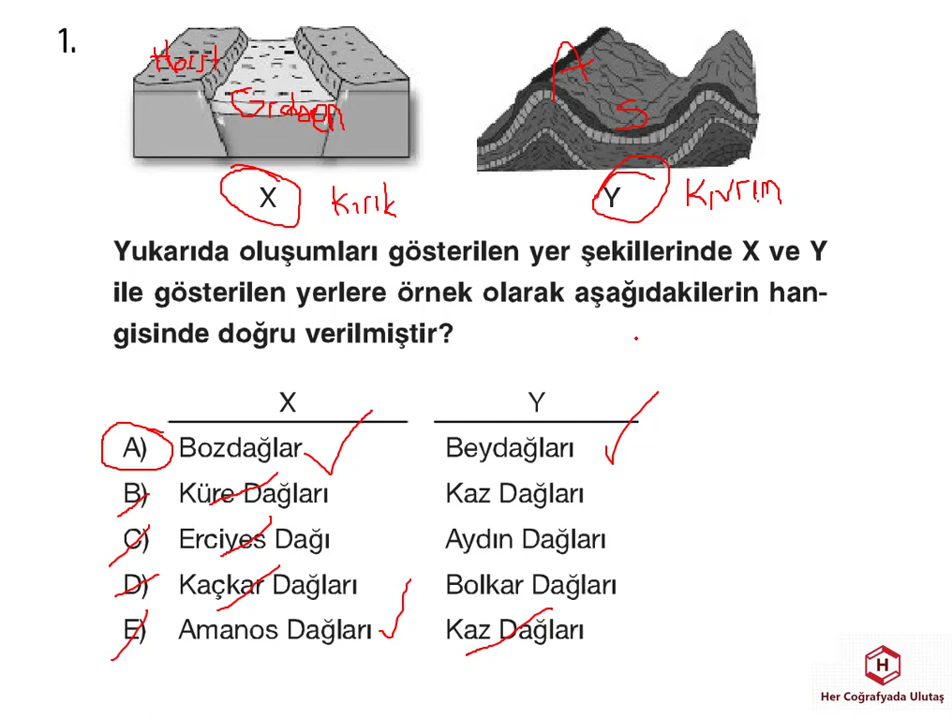 1.
Horst
Graben
A
S
X
Kırık
Y
Kıvrım
Yukarıda oluşumları gösterilen yer şekillerinde X ve Y
ile gösterilen yerlere örnek olarak aşağıdakilerin han-
gisinde doğru verilmiştir?
X Y
A) Bozdağlar Beydağları
B) Küre Dağları Kaz Dağları
C) Erciyes Dağı Aydın Dağları
D) Kaçkar Dağları Bolkar Dağları
E) Amanos Dağları Kaz Dağları
H
Her Coğrafyada Ulutaş